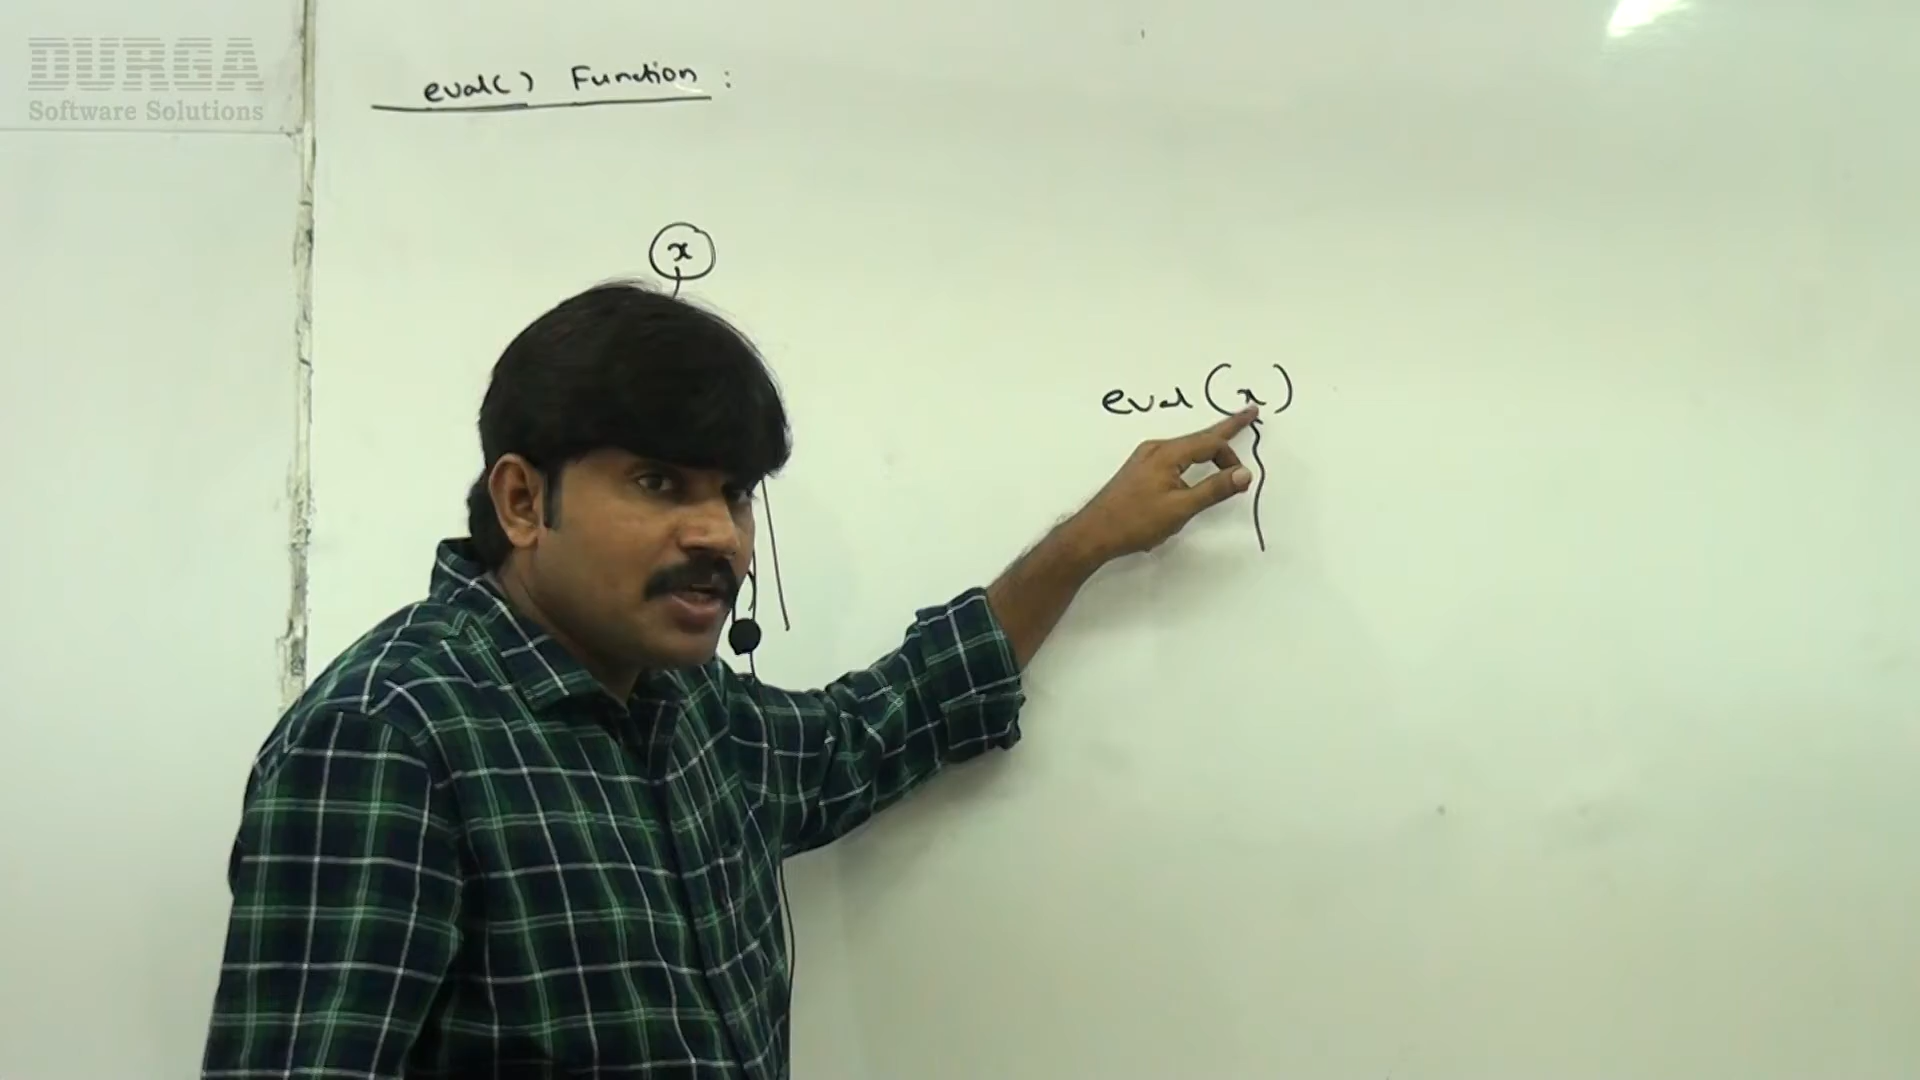 DURGA
Software Solutions
eval() Function :
x
eval(x)